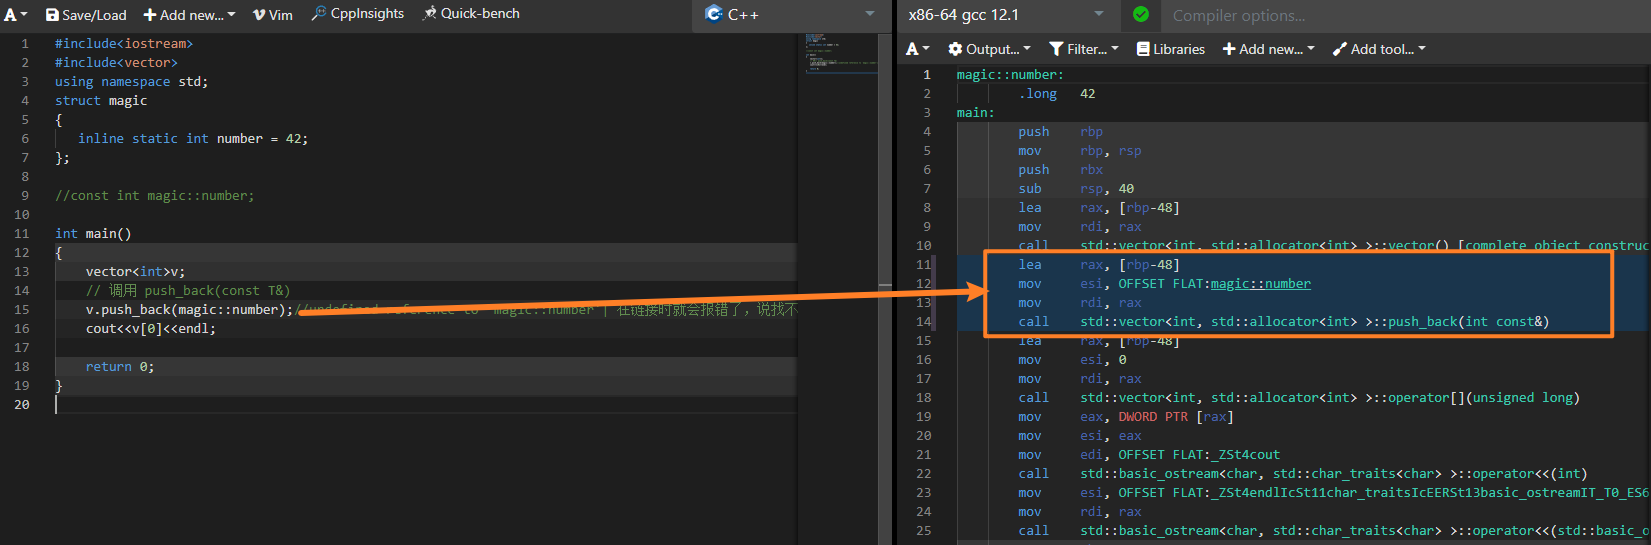 A Save/Load Add new... Vim CppInsights Quick-bench C++
1 #include<iostream>
2 #include<vector>
3 using namespace std;
4 struct magic
5 {
6 inline static int number = 42;
7 };
8
9 //const int magic::number;
10
11 int main()
12 {
13 vector<int>v;
14 // 调用 push_back(const T&)
15 v.push_back(magic::number);//undefined reference to `magic::number | 在链接时就会报错了，说找不
16 cout<<v[0]<<endl;
17
18 return 0;
19 }
20
x86-64 gcc 12.1 Compiler options...
A Output... Filter... Libraries Add new... Add tool...
1 magic::number:
2 .long 42
3 main:
4 push rbp
5 mov rbp, rsp
6 push rbx
7 sub rsp, 40
8 lea rax, [rbp-48]
9 mov rdi, rax
10 call std::vector<int, std::allocator<int> >::vector() [complete object construc
11 lea rax, [rbp-48]
12 mov esi, OFFSET FLAT:magic::number
13 mov rdi, rax
14 call std::vector<int, std::allocator<int> >::push_back(int const&)
15 lea rax, [rbp-48]
16 mov esi, 0
17 mov rdi, rax
18 call std::vector<int, std::allocator<int> >::operator[](unsigned long)
19 mov eax, DWORD PTR [rax]
20 mov esi, eax
21 mov edi, OFFSET FLAT:_ZSt4cout
22 call std::basic_ostream<char, std::char_traits<char> >::operator<<(int)
23 mov esi, OFFSET FLAT:_ZSt4endlIcSt11char_traitsIcEERSt13basic_ostreamIT_T0_ES6
24 mov rdi, rax
25 call std::basic_ostream<char, std::char_traits<char> >::operator<<(std::basic_o